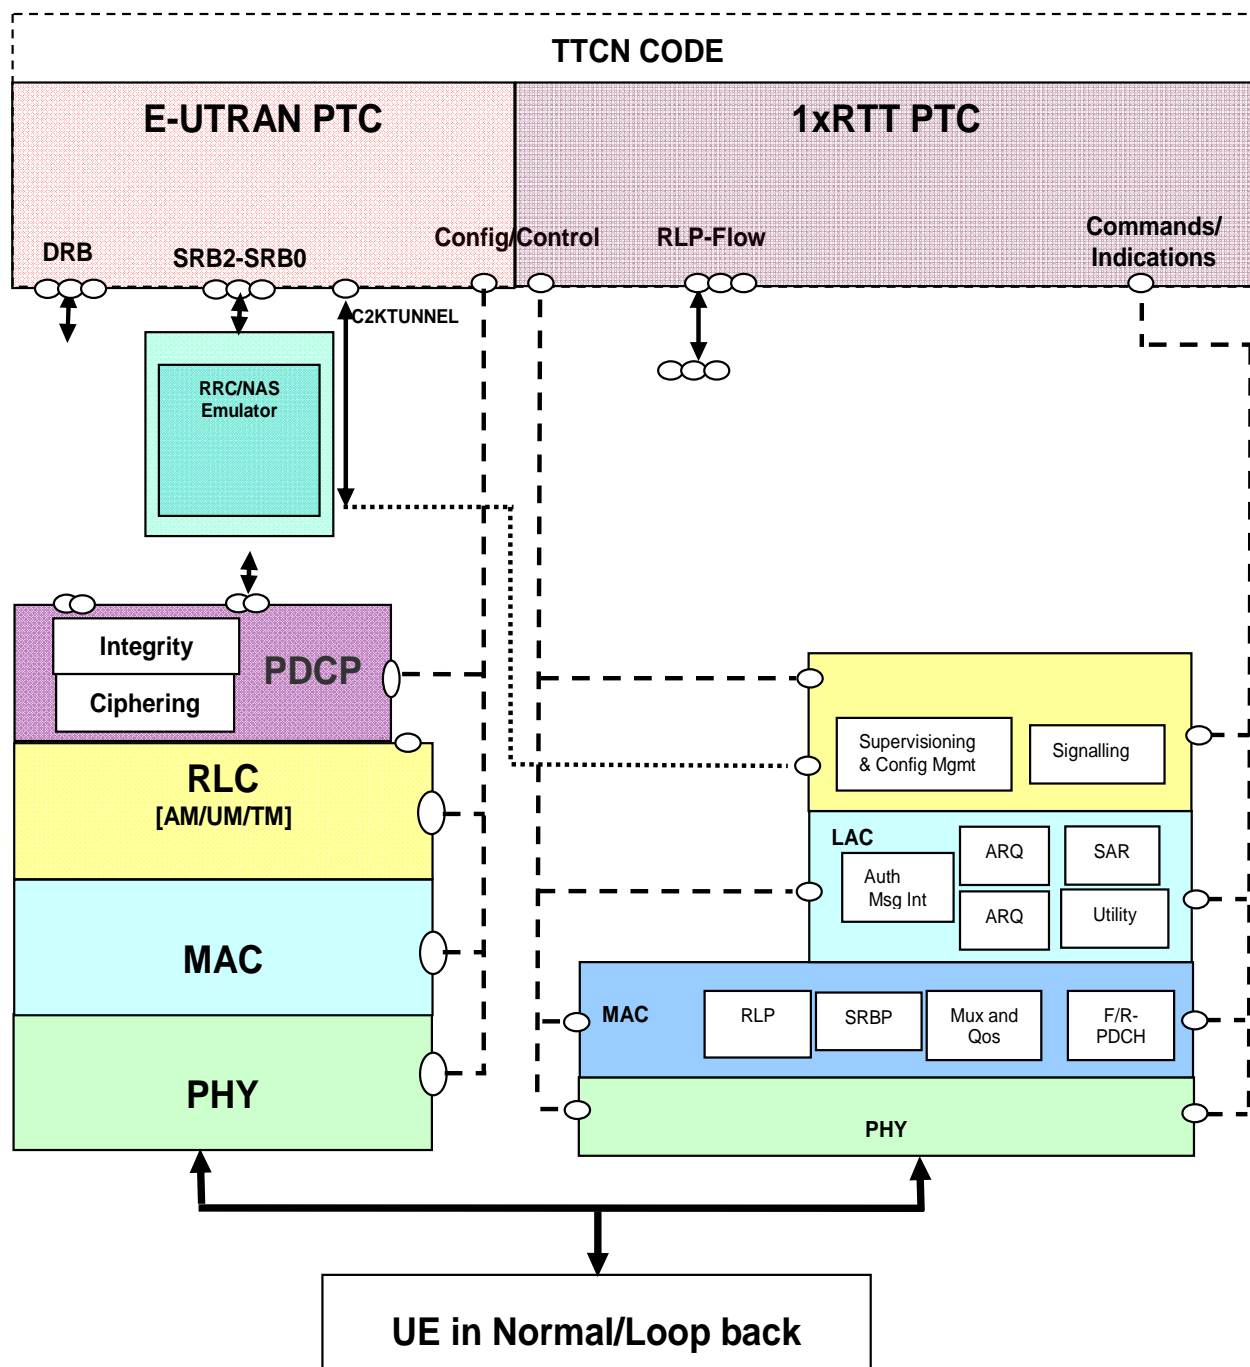 TTCN CODE
E-UTRAN PTC
1xRTT PTC
DRB
SRB2-SRB0
Config/Control
RLP-Flow
Commands/
Indications
C2KTUNNEL
RRC/NAS
Emulator
Integrity
Ciphering
PDCP
RLC
[AM/UM/TM]
MAC
PHY
Supervisioning
& Config Mgmt
Signalling
LAC
Auth
Msg Int
ARQ
SAR
ARQ
Utility
MAC
RLP
SRBP
Mux and
Qos
F/R-
PDCH
PHY
UE in Normal/Loop back